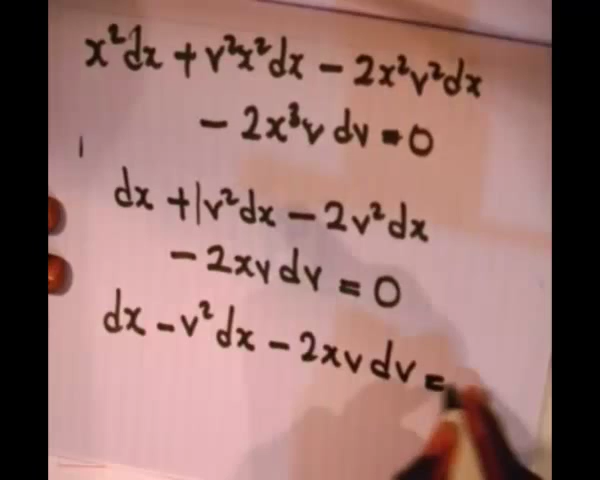 x²dx + v²x²dx − 2x²v²dx
− 2x³v dv = 0
dx + 1v²dx − 2v²dx
− 2xv dv = 0
dx − v²dx − 2xv dv =